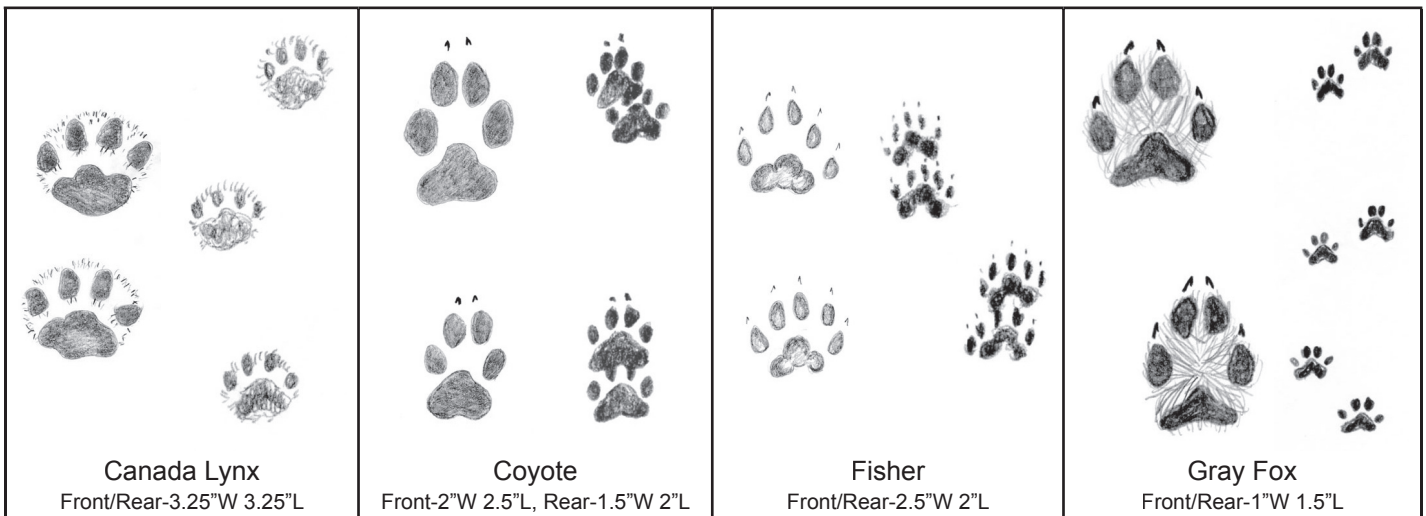 Canada Lynx
Front/Rear-3.25”W 3.25”L
Coyote
Front-2”W 2.5”L, Rear-1.5”W 2”L
Fisher
Front/Rear-2.5”W 2”L
Gray Fox
Front/Rear-1”W 1.5”L